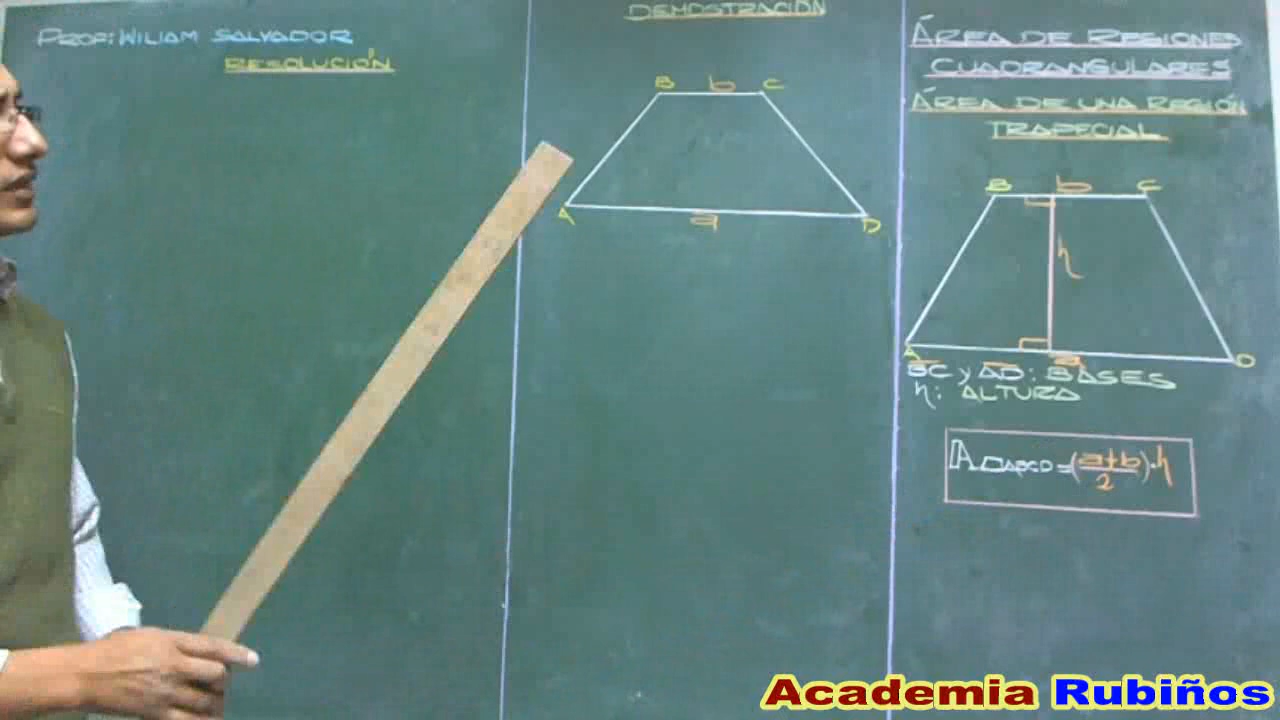 PROF: WILIAM SALVADOR
RESOLUCIÓN
DEMOSTRACIÓN
B b C
A a D
ÁREA DE REGIONES
CUADRANGULARES
ÁREA DE UNA REGIÓN
TRAPECIAL
B b C
h
A a D
BC y AD: BASES
h: ALTURA
A▱ABCD = (a+b/2)·h
Academia Rubiños